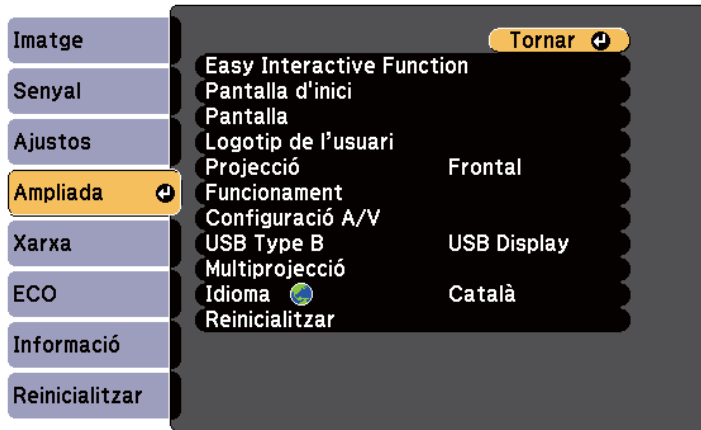 Imatge
Senyal
Ajustos
Ampliada
Xarxa
ECO
Informació
Reinicialitzar
Tornar
Easy Interactive Function
Pantalla d'inici
Pantalla
Logotip de l’usuari
Projecció Frontal
Funcionament
Configuració A/V
USB Type B USB Display
Multiprojecció
Idioma Català
Reinicialitzar